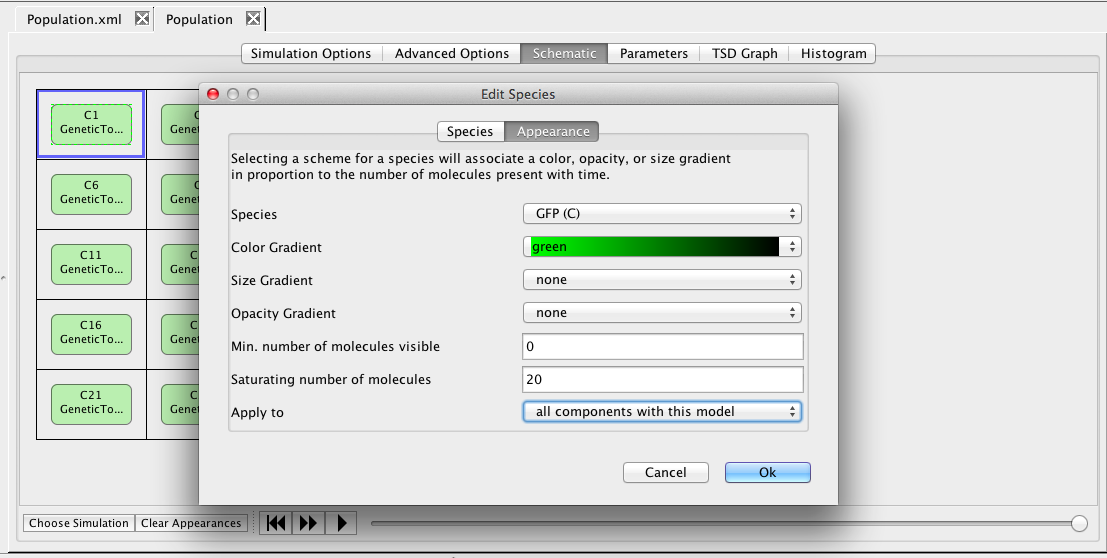 Population.xml
Population
Simulation Options
Advanced Options
Schematic
Parameters
TSD Graph
Histogram
Edit Species
C1
GeneticTo...
Species
Appearance
Selecting a scheme for a species will associate a color, opacity, or size gradient
in proportion to the number of molecules present with time.
C6
GeneticTo...
Species
GFP (C)
Color Gradient
green
C11
GeneticTo...
Size Gradient
none
Opacity Gradient
none
C16
GeneticTo...
Min. number of molecules visible
0
Saturating number of molecules
20
C21
GeneticTo...
Apply to
all components with this model
Cancel
Ok
Choose Simulation
Clear Appearances